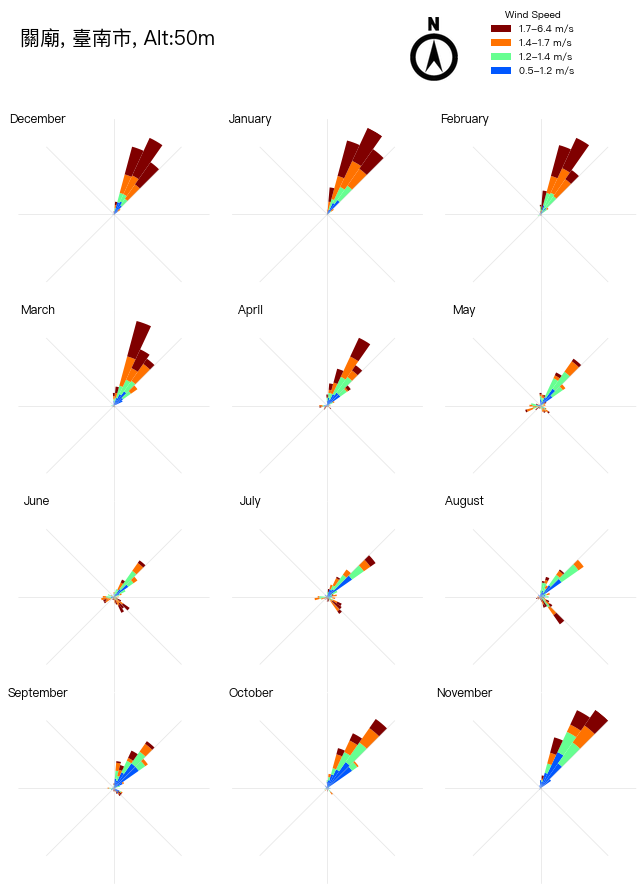 關廟, 臺南市, Alt:50m
N
Wind Speed
1.7–6.4 m/s
1.4–1.7 m/s
1.2–1.4 m/s
0.5–1.2 m/s
December
January
February
March
April
May
June
July
August
September
October
November